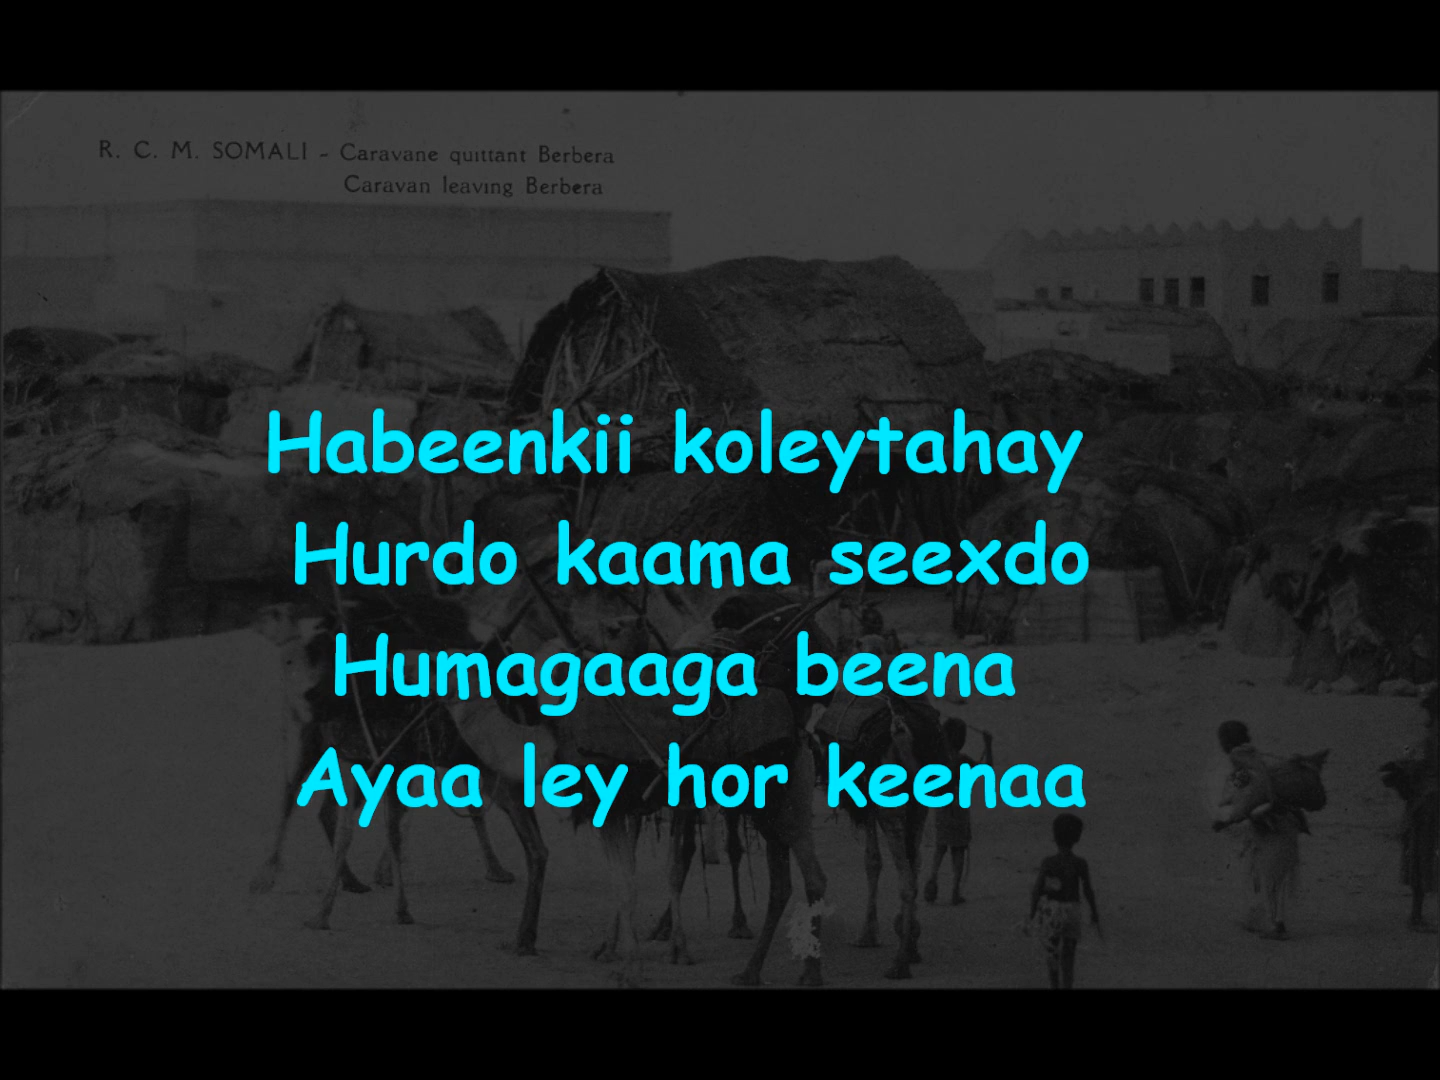 R. C. M. SOMALI - Caravane quittant Berbera
Caravan leaving Berbera
Habeenkii koleytahay
Hurdo kaama seexdo
Humagaaga beena
Ayaa ley hor keenaa